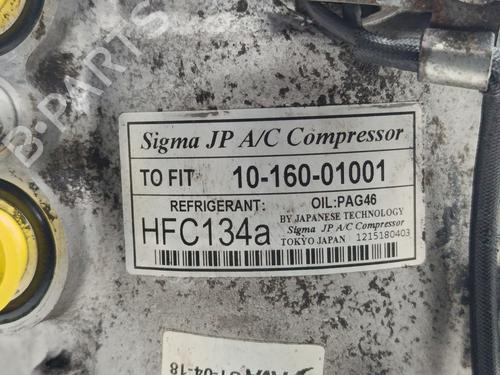 Sigma JP A/C Compressor
TO FIT 10-160-01001
REFRIGERANT: OIL:PAG46
HFC134a
BY JAPANESE TECHNOLOGY
Sigma JP A/C Compressor
TOKYO JAPAN 1215180403
B-Parts